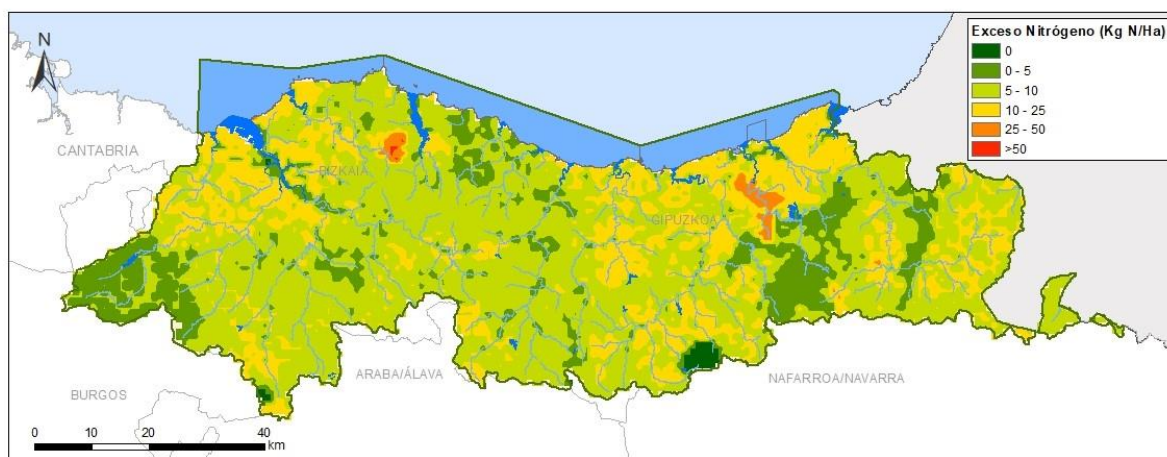 N
Exceso Nitrógeno (Kg N/Ha)
0
0 - 5
5 - 10
10 - 25
25 - 50
>50
CANTABRIA
BIZKAIA
GIPUZKOA
ARABA/ÁLAVA
NAFARROA/NAVARRA
BURGOS
0 10 20 40
km